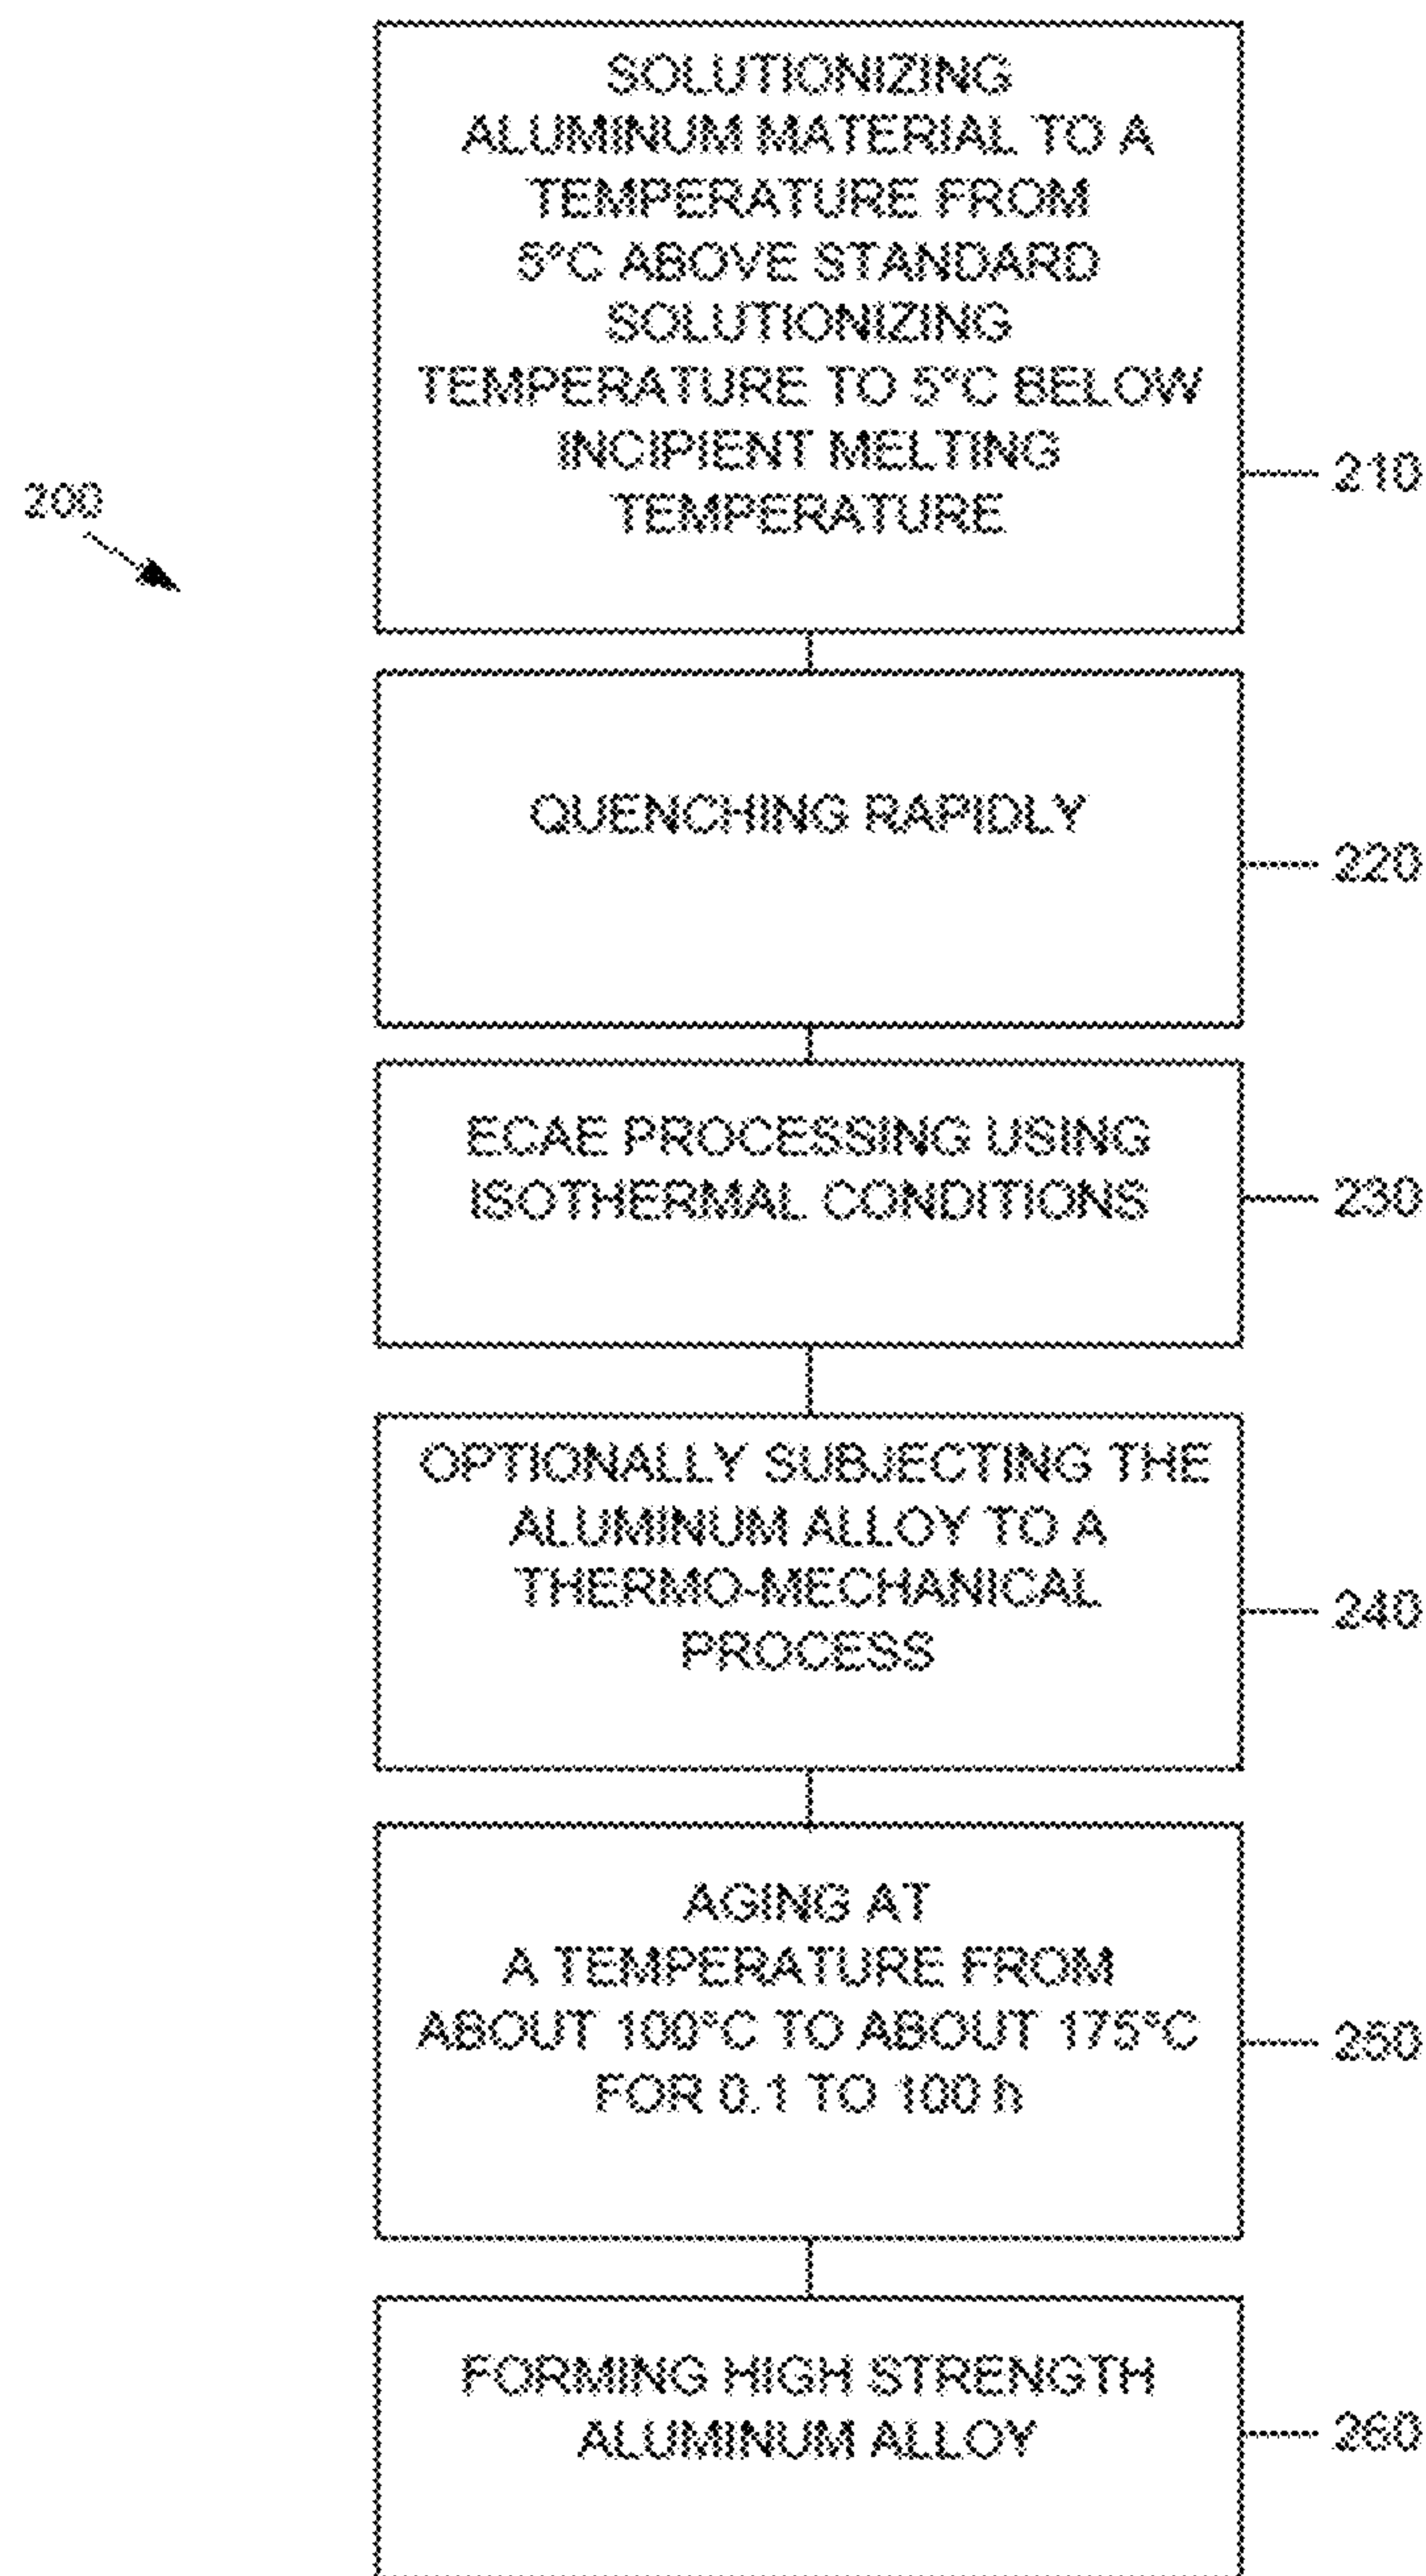 SOLUTIONIZING
ALUMINUM MATERIAL TO A
TEMPERATURE FROM
5°C ABOVE STANDARD
SOLUTIONIZING
TEMPERATURE TO 5°C BELOW
INCIPIENT MELTING
TEMPERATURE
210
200
QUENCHING RAPIDLY
220
ECAE PROCESSING USING
ISOTHERMAL CONDITIONS
230
OPTIONALLY SUBJECTING THE
ALUMINUM ALLOY TO A
THERMO-MECHANICAL
PROCESS
240
AGING AT
A TEMPERATURE FROM
ABOUT 100°C TO ABOUT 175°C
FOR 0.1 TO 100 h
250
FORMING HIGH STRENGTH
ALUMINUM ALLOY
260